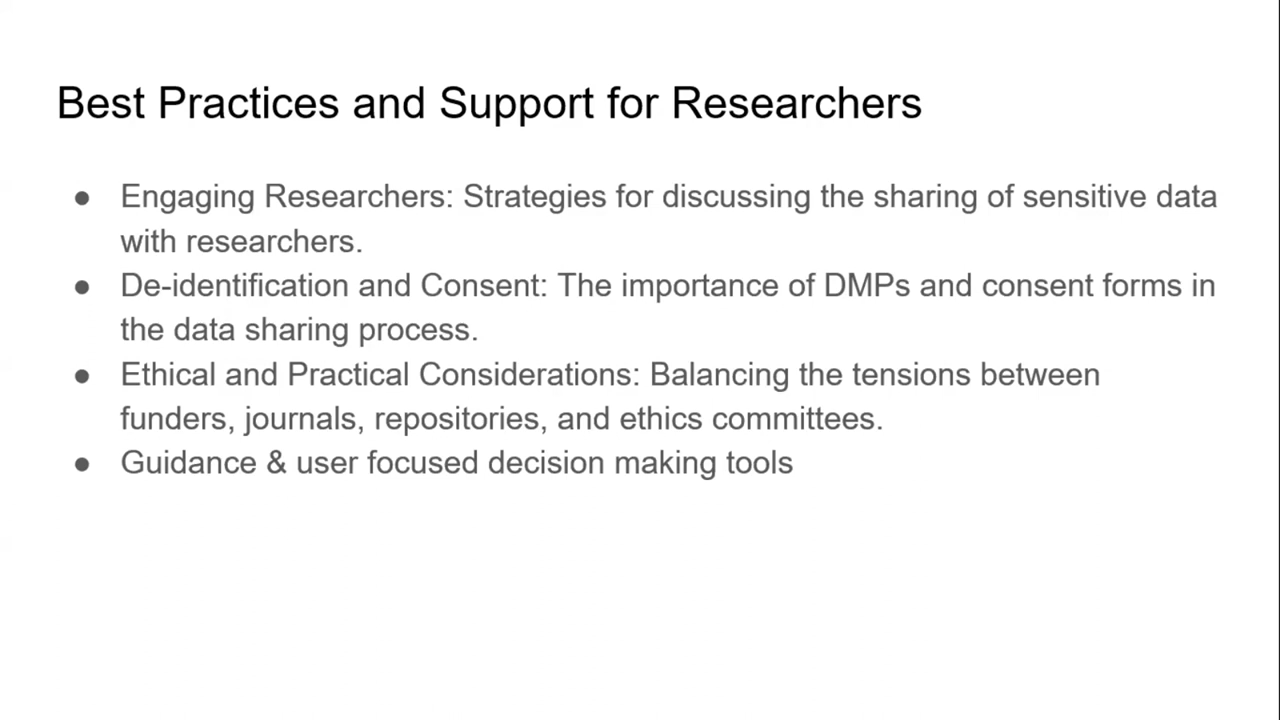 Best Practices and Support for Researchers
● Engaging Researchers: Strategies for discussing the sharing of sensitive data
with researchers.
● De-identification and Consent: The importance of DMPs and consent forms in
the data sharing process.
● Ethical and Practical Considerations: Balancing the tensions between
funders, journals, repositories, and ethics committees.
● Guidance & user focused decision making tools